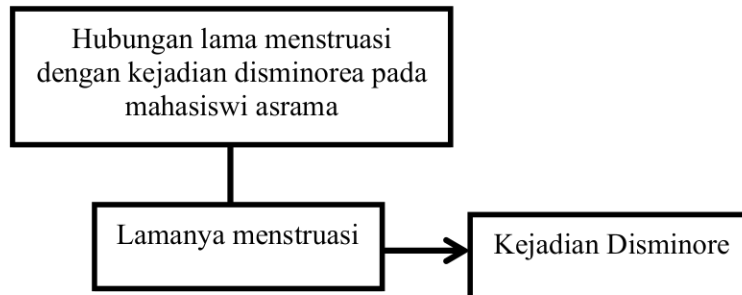 Hubungan lama menstruasi
dengan kejadian disminorea pada
mahasiswi asrama
Lamanya menstruasi
Kejadian Disminore